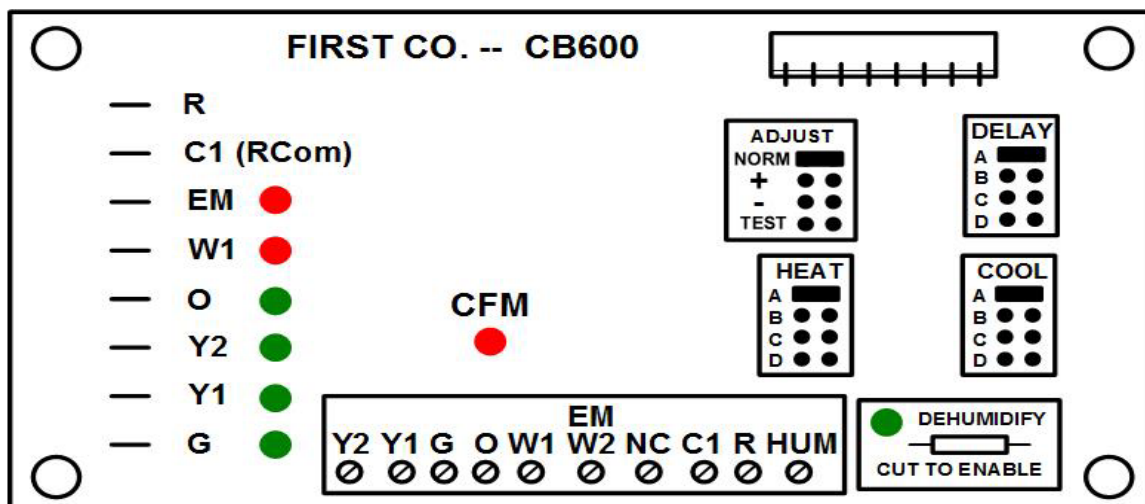 FIRST CO. -- CB600
R
C1 (RCom)
EM
W1
O
Y2
Y1
G
CFM
ADJUST
NORM
+
-
TEST
DELAY
A
B
C
D
HEAT
A
B
C
D
COOL
A
B
C
D
EM
Y2 Y1 G O W1 W2 NC C1 R HUM
DEHUMIDIFY
CUT TO ENABLE